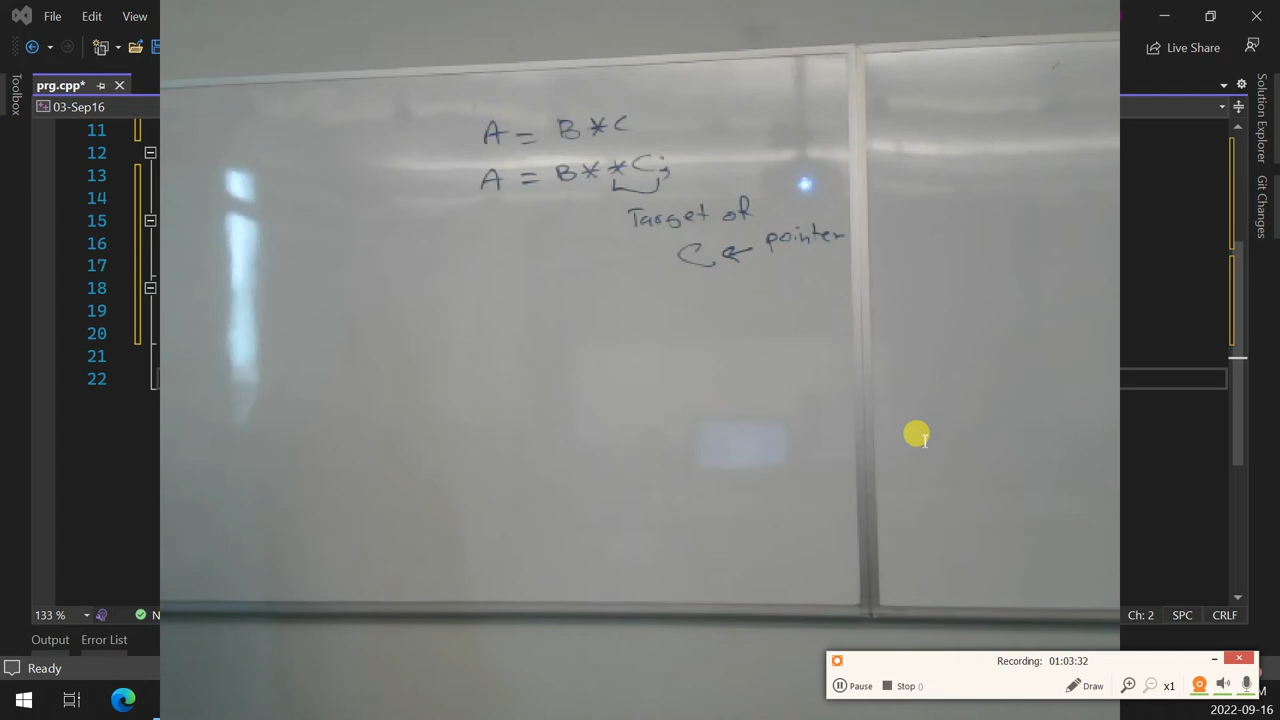 File Edit View
Live Share
prg.cpp*
03-Sep16
Toolbox
11
12
13
14
15
16
17
18
19
20
21
22
A = B*C
A = B**C;
Target of
C ← pointer
Solution Explorer
Git Changes
133 %
N
Ch: 2 SPC CRLF
Output Error List
Ready
Recording: 01:03:32
Pause Stop Draw x1
M
2022-09-16